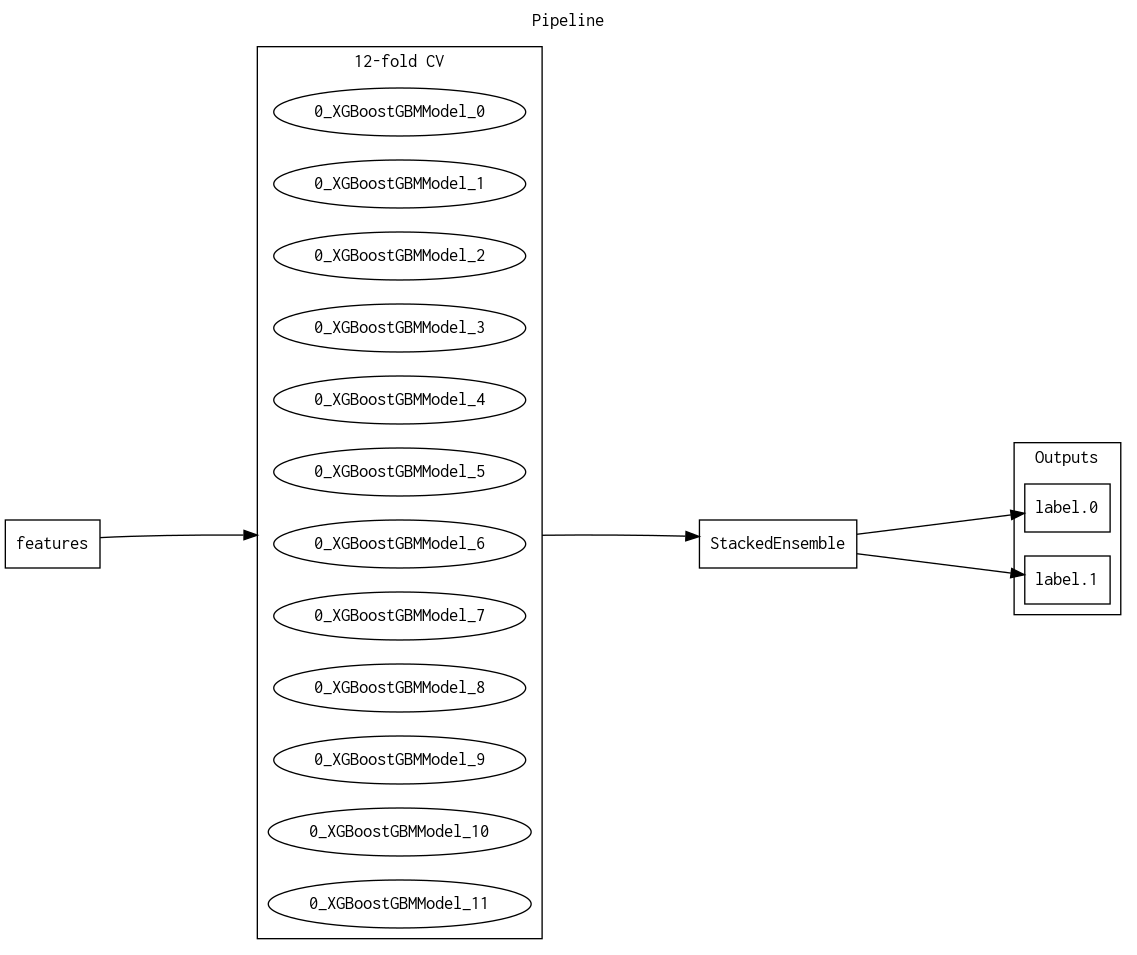 Pipeline
12-fold CV
0_XGBoostGBMModel_0
0_XGBoostGBMModel_1
0_XGBoostGBMModel_2
0_XGBoostGBMModel_3
0_XGBoostGBMModel_4
0_XGBoostGBMModel_5
0_XGBoostGBMModel_6
0_XGBoostGBMModel_7
0_XGBoostGBMModel_8
0_XGBoostGBMModel_9
0_XGBoostGBMModel_10
0_XGBoostGBMModel_11
features
StackedEnsemble
Outputs
label.0
label.1